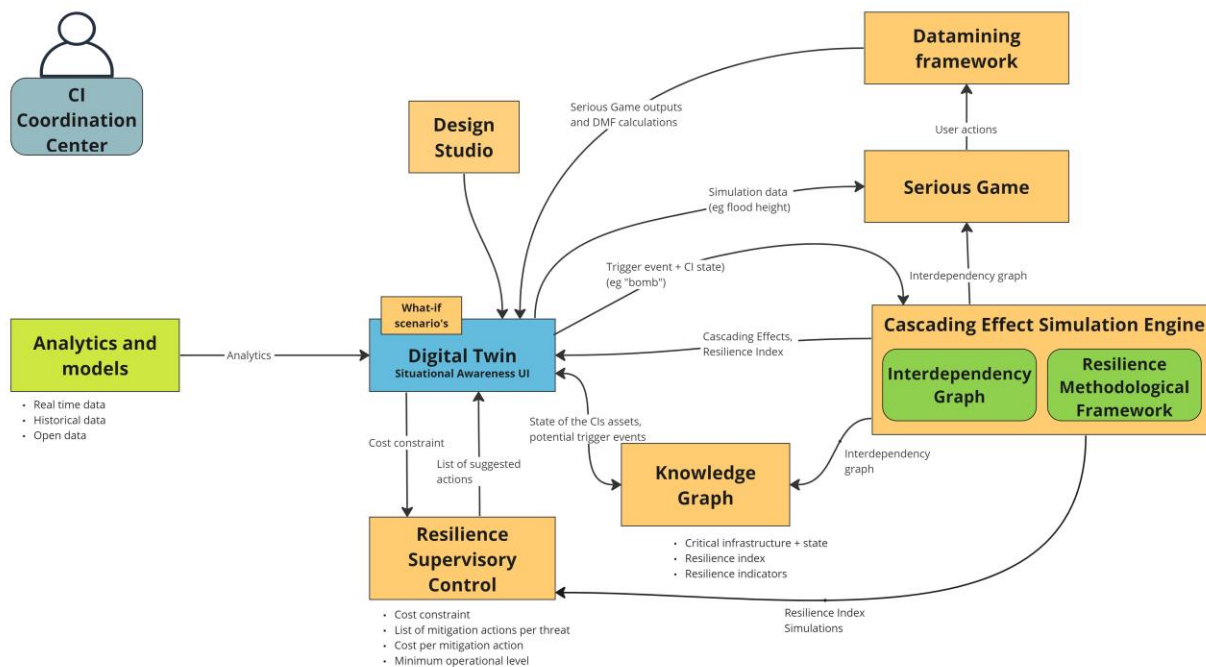 CI
Coordination
Center
Datamining
framework
Serious Game outputs
and DMF calculations
Design
Studio
User actions
Serious Game
Simulation data
(eg flood height)
Trigger event + CI state)
(eg "bomb")
Interdependency graph
What-if
scenario's
Digital Twin
Situational Awareness UI
Analytics and
models
Analytics
Real time data
Historical data
Open data
Cascading Effects,
Resilience Index
Cascading Effect Simulation Engine
Interdependency
Graph
Resilience
Methodological
Framework
Cost constraint
List of suggested
actions
State of the CIs assets,
potential trigger events
Interdependency
graph
Knowledge
Graph
Critical infrastructure + state
Resilience index
Resilience indicators
Resilience
Supervisory
Control
Cost constraint
List of mitigation actions per threat
Cost per mitigation action
Minimum operational level
Resilience Index
Simulations